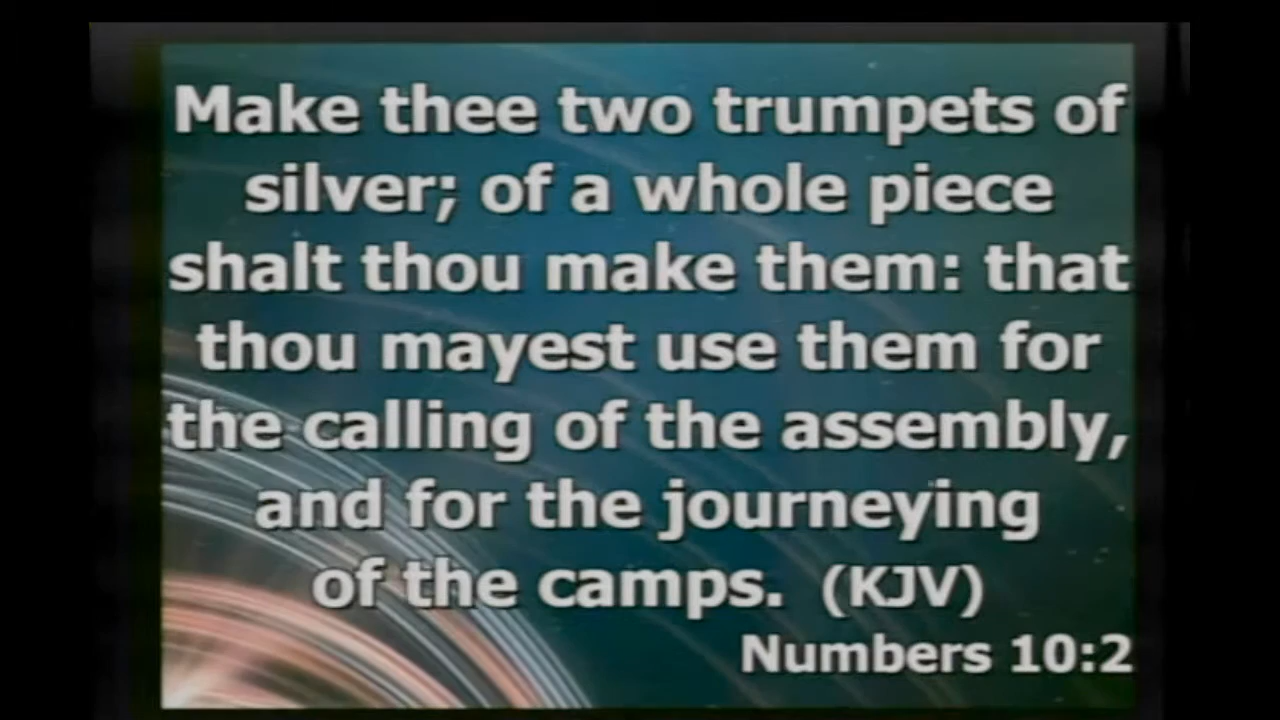 Make thee two trumpets of
silver; of a whole piece
shalt thou make them: that
thou mayest use them for
the calling of the assembly,
and for the journeying
of the camps. (KJV)
Numbers 10:2